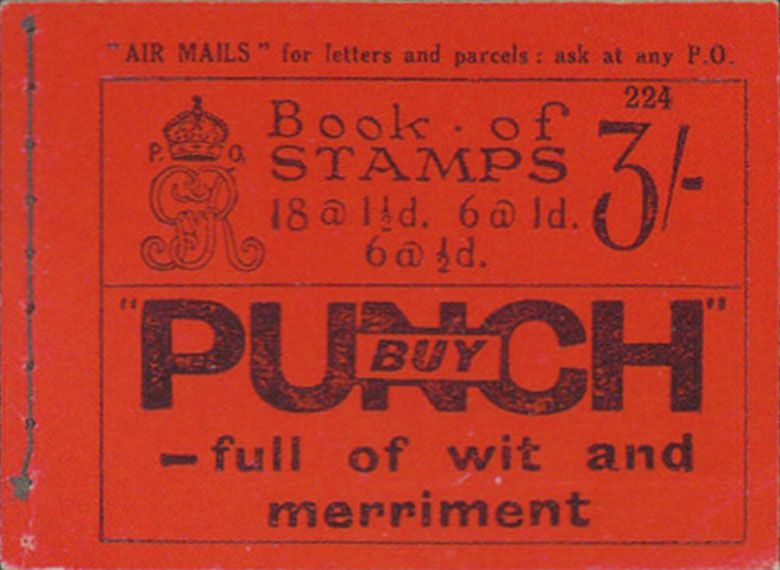 "AIR MAILS" for letters and parcels: ask at any P.O.
224
Book · of
STAMPS
3/-
P. O.
GR
18 @ 1½d. 6 @ 1d.
6 @ ½d.
"PUNCH"
BUY
—full of wit and
merriment